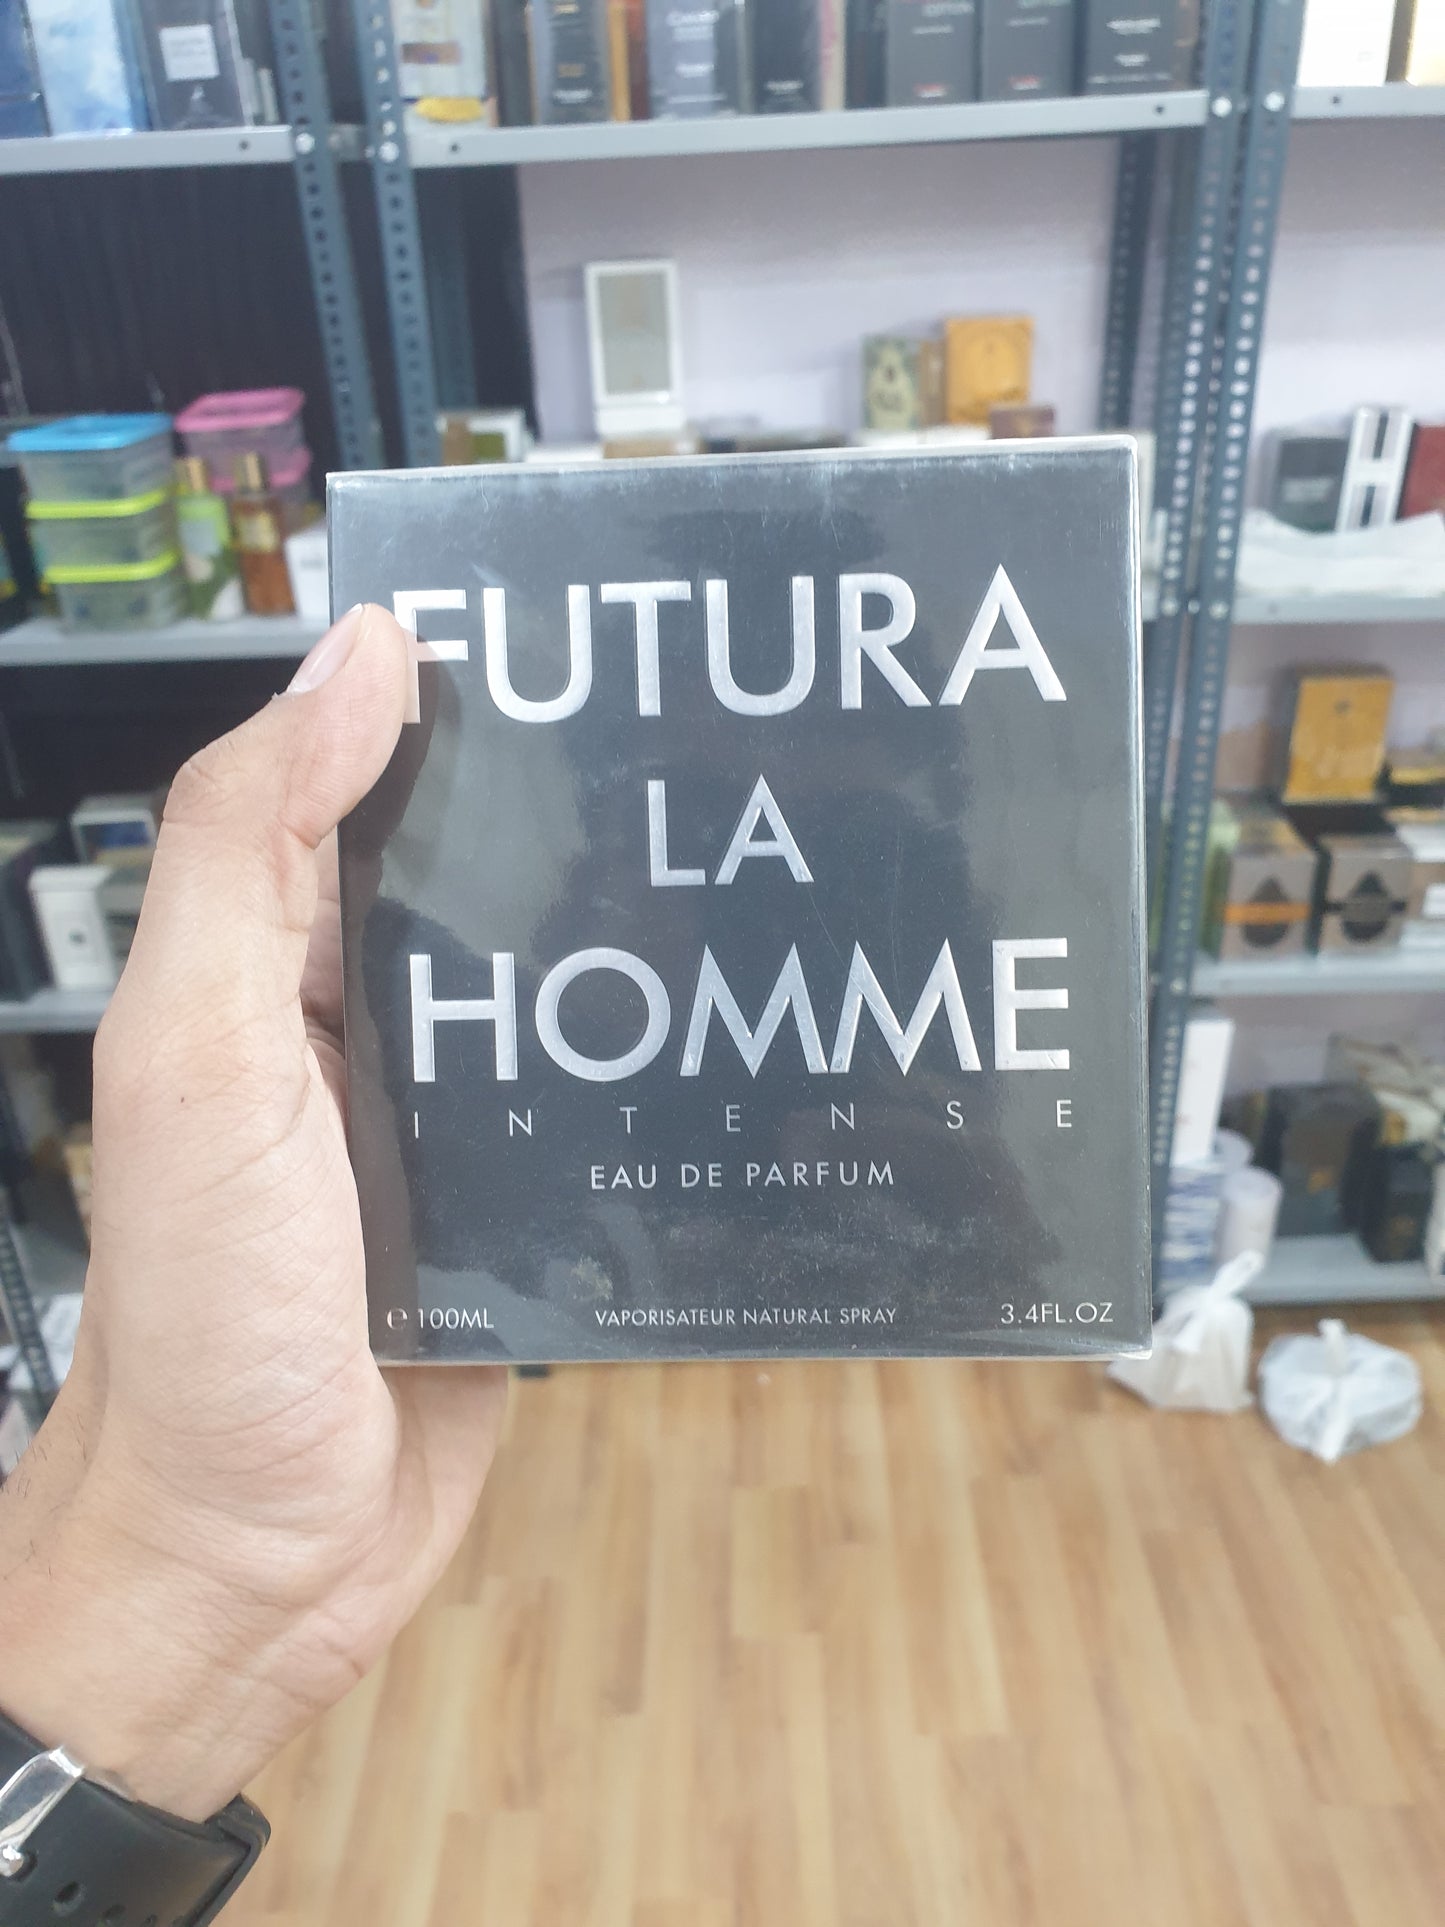 FUTURA
LA
HOMME
INTENSE
EAU DE PARFUM
e 100ML VAPORISATEUR NATURAL SPRAY 3.4FL.OZ